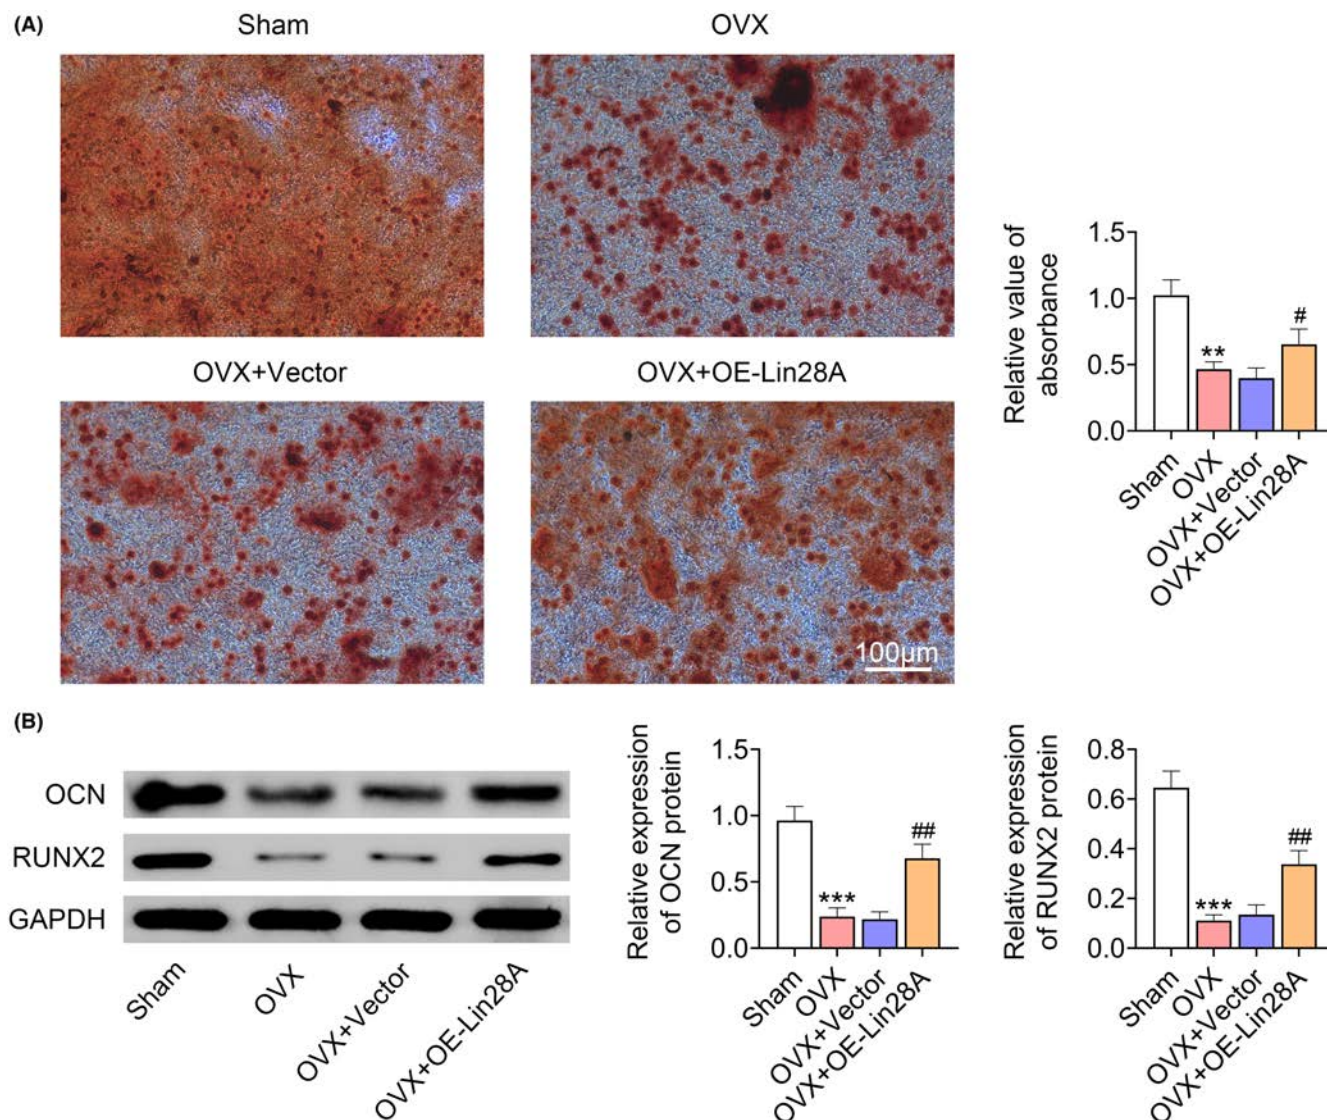 (A)
Sham
OVX
OVX+Vector
OVX+OE-Lin28A
100µm
Relative value of
absorbance
1.5
1.0
0.5
0.0
**
#
Sham
OVX
OVX+Vector
OVX+OE-Lin28A
(B)
OCN
RUNX2
GAPDH
Sham
OVX
OVX+Vector
OVX+OE-Lin28A
Relative expression
of OCN protein
1.5
1.0
0.5
0.0
***
##
Sham
OVX
OVX+Vector
OVX+OE-Lin28A
Relative expression
of RUNX2 protein
0.8
0.6
0.4
0.2
0.0
***
##
Sham
OVX
OVX+Vector
OVX+OE-Lin28A